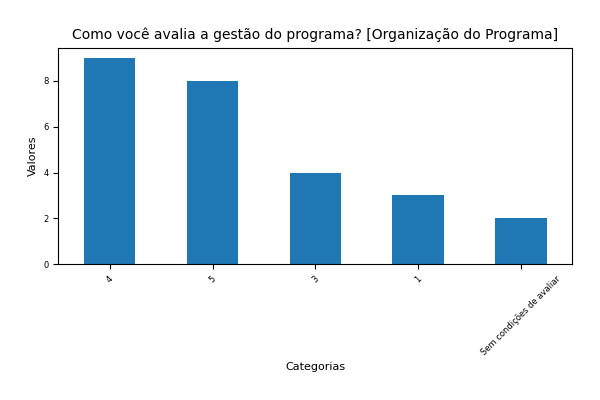 Como você avalia a gestão do programa? [Organização do Programa]
Valores
8
6
4
2
0
4
5
3
1
Sem condições de avaliar
Categorias